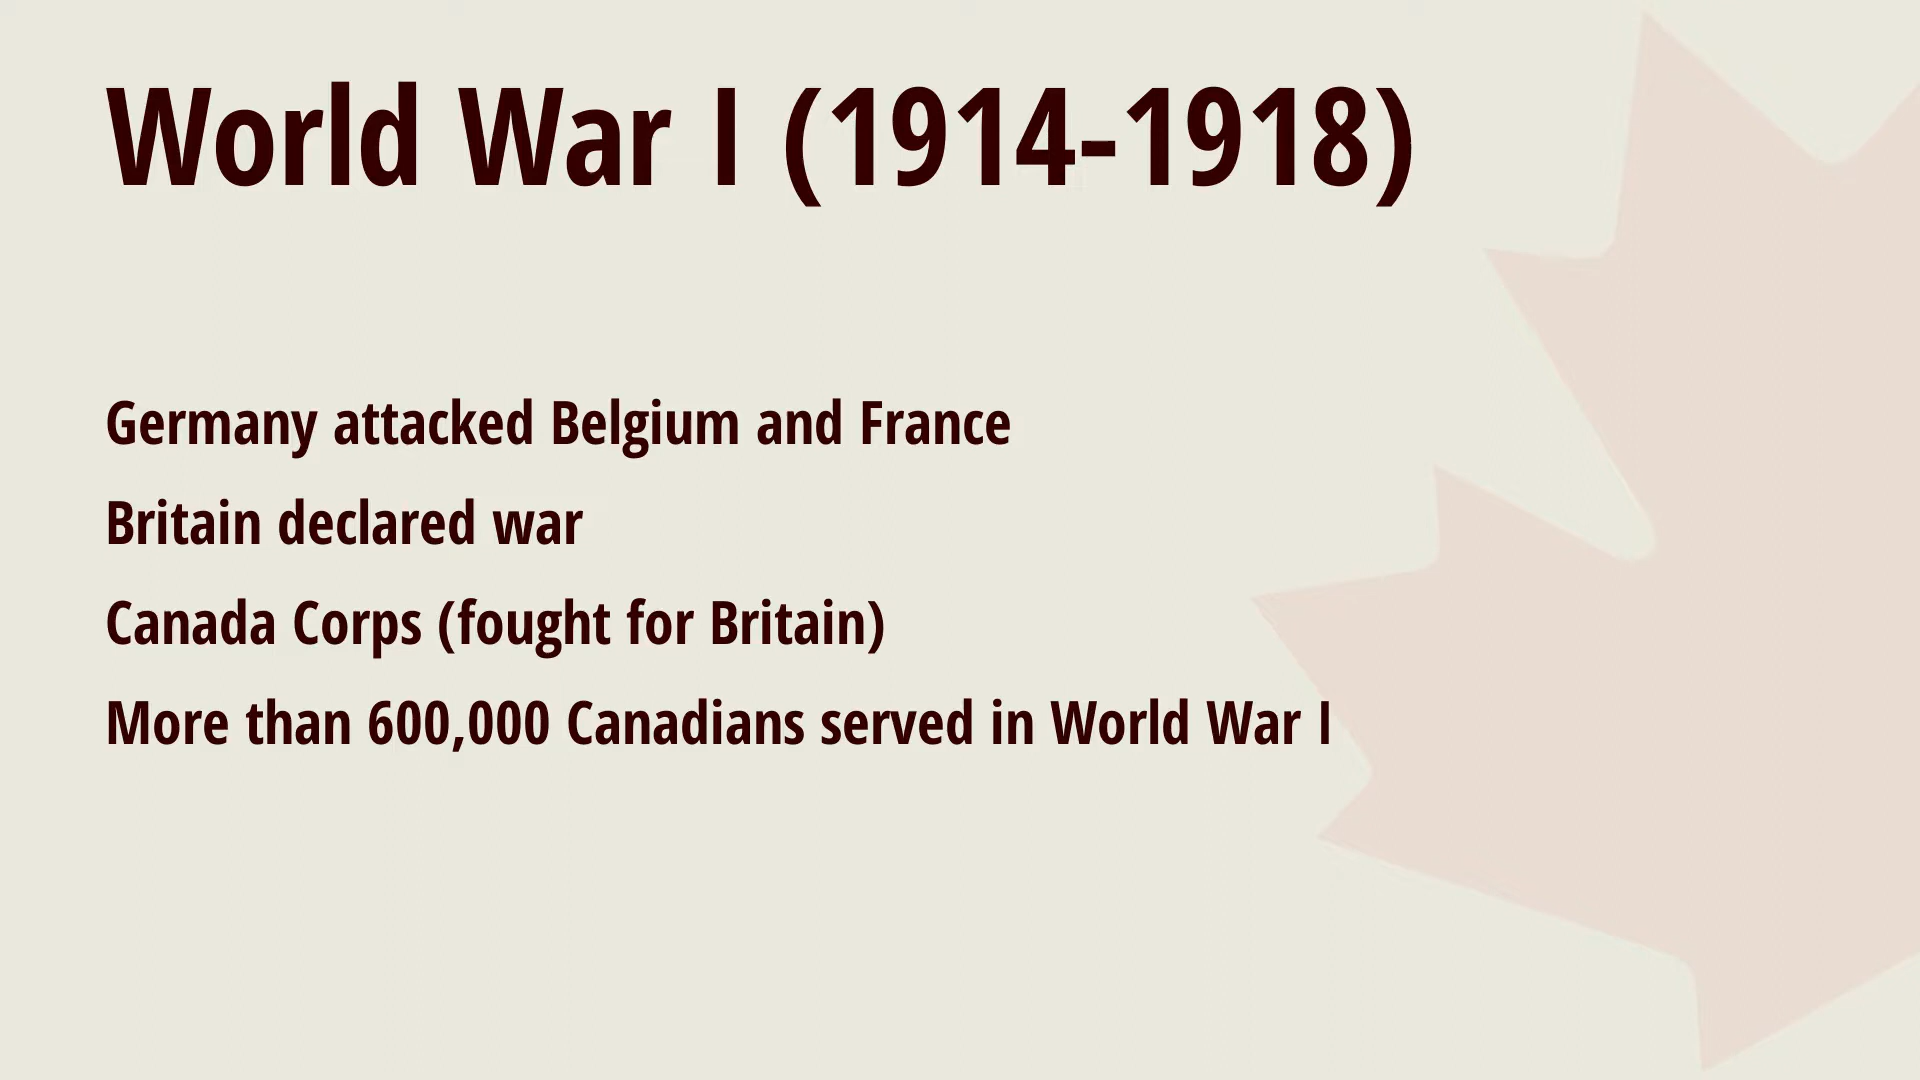 World War I (1914-1918)
Germany attacked Belgium and France
Britain declared war
Canada Corps (fought for Britain)
More than 600,000 Canadians served in World War I